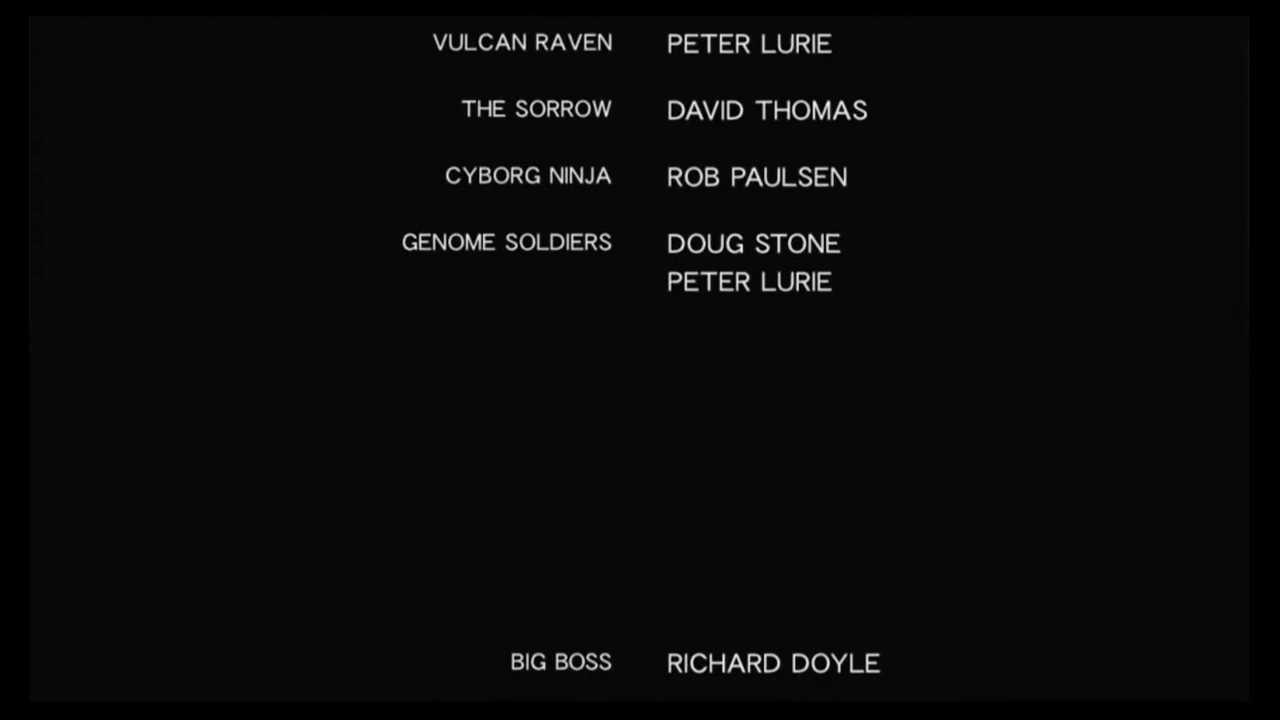 VULCAN RAVEN PETER LURIE
THE SORROW DAVID THOMAS
CYBORG NINJA ROB PAULSEN
GENOME SOLDIERS DOUG STONE
PETER LURIE
BIG BOSS RICHARD DOYLE